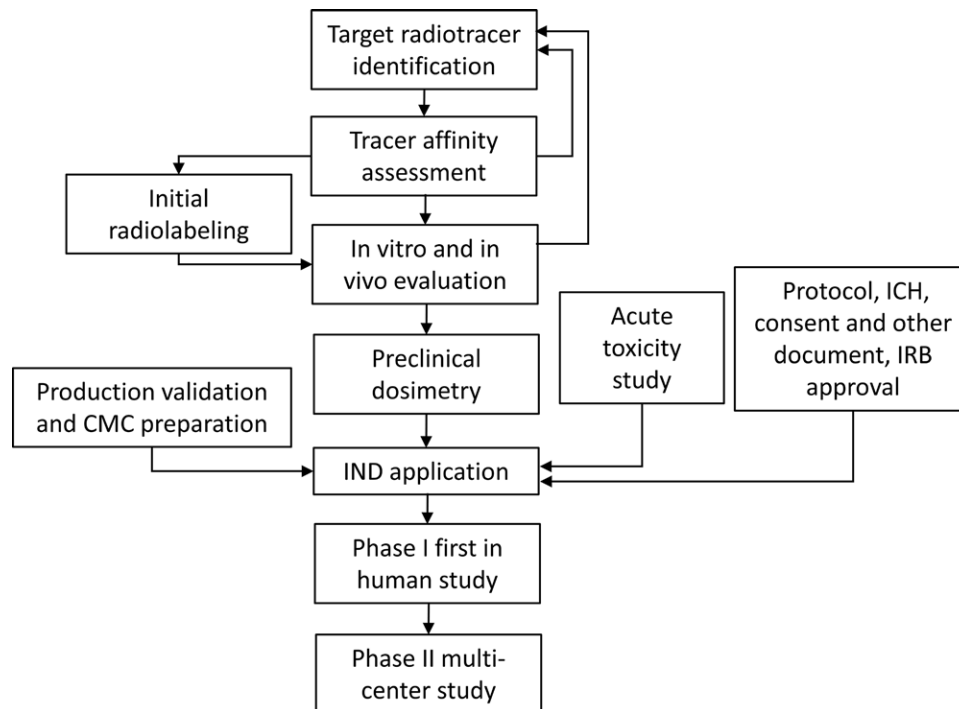 Target radiotracer
identification
Tracer affinity
assessment
Initial
radiolabeling
In vitro and in
vivo evaluation
Preclinical
dosimetry
Acute
toxicity
study
Protocol, ICH,
consent and other
document, IRB
approval
Production validation
and CMC preparation
IND application
Phase I first in
human study
Phase II multi-
center study